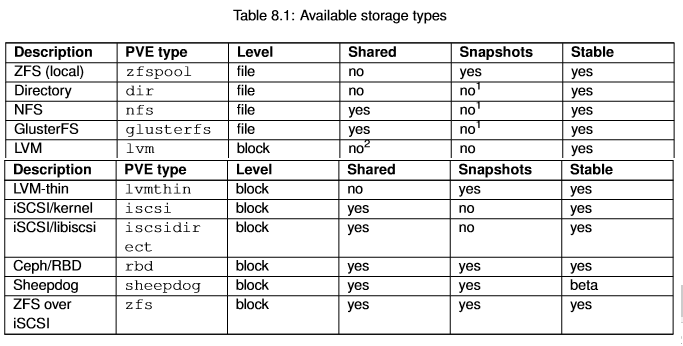 Table 8.1: Available storage types
Description PVE type Level Shared Snapshots Stable
ZFS (local) zfspool file no yes yes
Directory dir file no no1 yes
NFS nfs file yes no1 yes
GlusterFS glusterfs file yes no1 yes
LVM lvm block no2 no yes
Description PVE type Level Shared Snapshots Stable
LVM-thin lvmthin block no yes yes
iSCSI/kernel iscsi block yes no yes
iSCSI/libiscsi iscsidir block yes no yes
ect
Ceph/RBD rbd block yes yes yes
Sheepdog sheepdog block yes yes beta
ZFS over zfs block yes yes yes
iSCSI